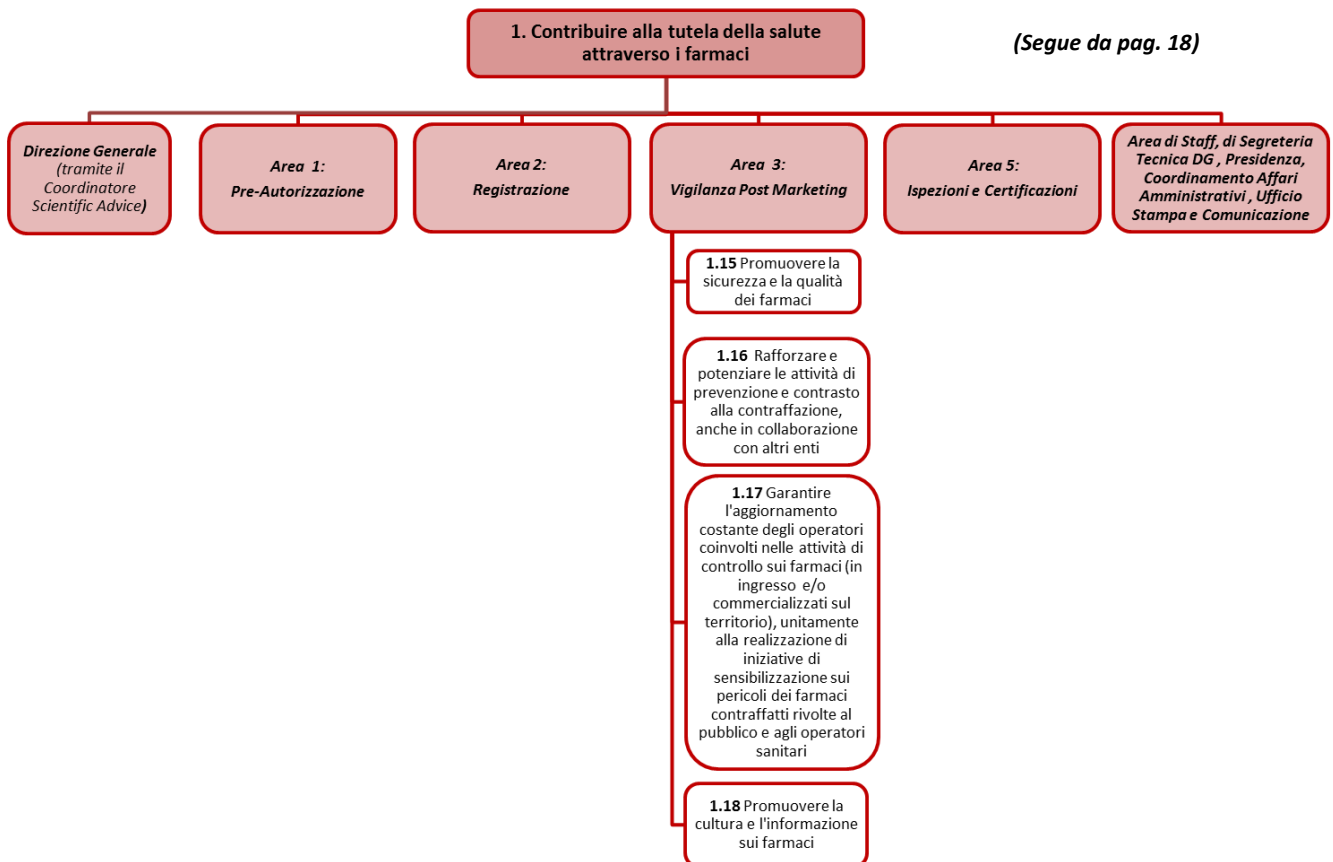 1. Contribuire alla tutela della salute
attraverso i farmaci
(Segue da pag. 18)
Direzione Generale
(tramite il
Coordinatore
Scientific Advice)
Area 1:
Pre-Autorizzazione
Area 2:
Registrazione
Area 3:
Vigilanza Post Marketing
Area 5:
Ispezioni e Certificazioni
Area di Staff, di Segreteria
Tecnica DG , Presidenza,
Coordinamento Affari
Amministrativi , Ufficio
Stampa e Comunicazione
1.15 Promuovere la
sicurezza e la qualità
dei farmaci
1.16 Rafforzare e
potenziare le attività di
prevenzione e contrasto
alla contraffazione,
anche in collaborazione
con altri enti
1.17 Garantire
l'aggiornamento
costante degli operatori
coinvolti nelle attività di
controllo sui farmaci (in
ingresso e/o
commercializzati sul
territorio), unitamente
alla realizzazione di
iniziative di
sensibilizzazione sui
pericoli dei farmaci
contraffatti rivolte al
pubblico e agli operatori
sanitari
1.18 Promuovere la
cultura e l'informazione
sui farmaci